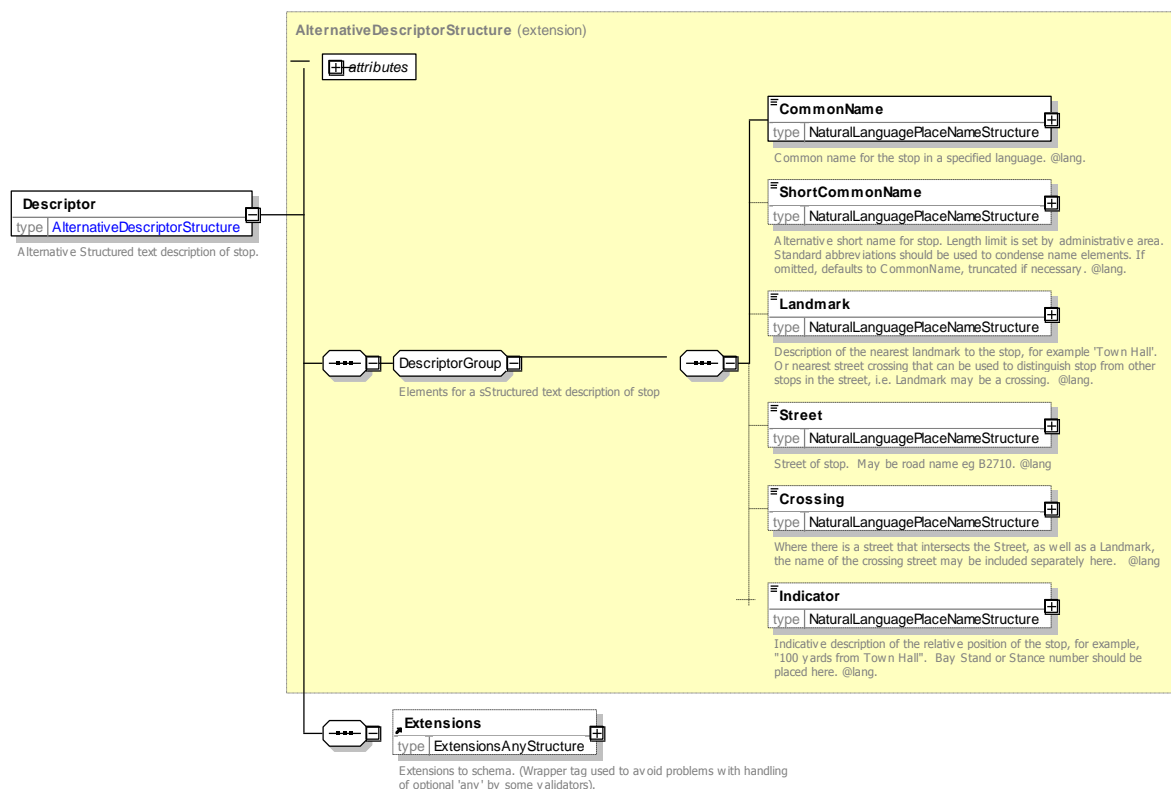 AlternativeDescriptorStructure (extension)
attributes
CommonName
type NaturalLanguagePlaceNameStructure
Common name for the stop in a specified language. @lang.
Descriptor
type AlternativeDescriptorStructure
Alternative Structured text description of stop.
ShortCommonName
type NaturalLanguagePlaceNameStructure
Alternative short name for stop. Length limit is set by administrative area.
Standard abbreviations should be used to condense name elements. If
omitted, defaults to CommonName, truncated if necessary. @lang.
Landmark
type NaturalLanguagePlaceNameStructure
Description of the nearest landmark to the stop, for example 'Town Hall'.
Or nearest street crossing that can be used to distinguish stop from other
stops in the street, i.e. Landmark may be a crossing. @lang.
DescriptorGroup
Elements for a sStructured text description of stop
Street
type NaturalLanguagePlaceNameStructure
Street of stop. May be road name eg B2710. @lang
Crossing
type NaturalLanguagePlaceNameStructure
Where there is a street that intersects the Street, as well as a Landmark,
the name of the crossing street may be included separately here. @lang
Indicator
type NaturalLanguagePlaceNameStructure
Indicative description of the relative position of the stop, for example,
"100 yards from Town Hall". Bay Stand or Stance number should be
placed here. @lang.
Extensions
type ExtensionsAnyStructure
Extensions to schema. (Wrapper tag used to avoid problems with handling
of optional 'any' by some validators).